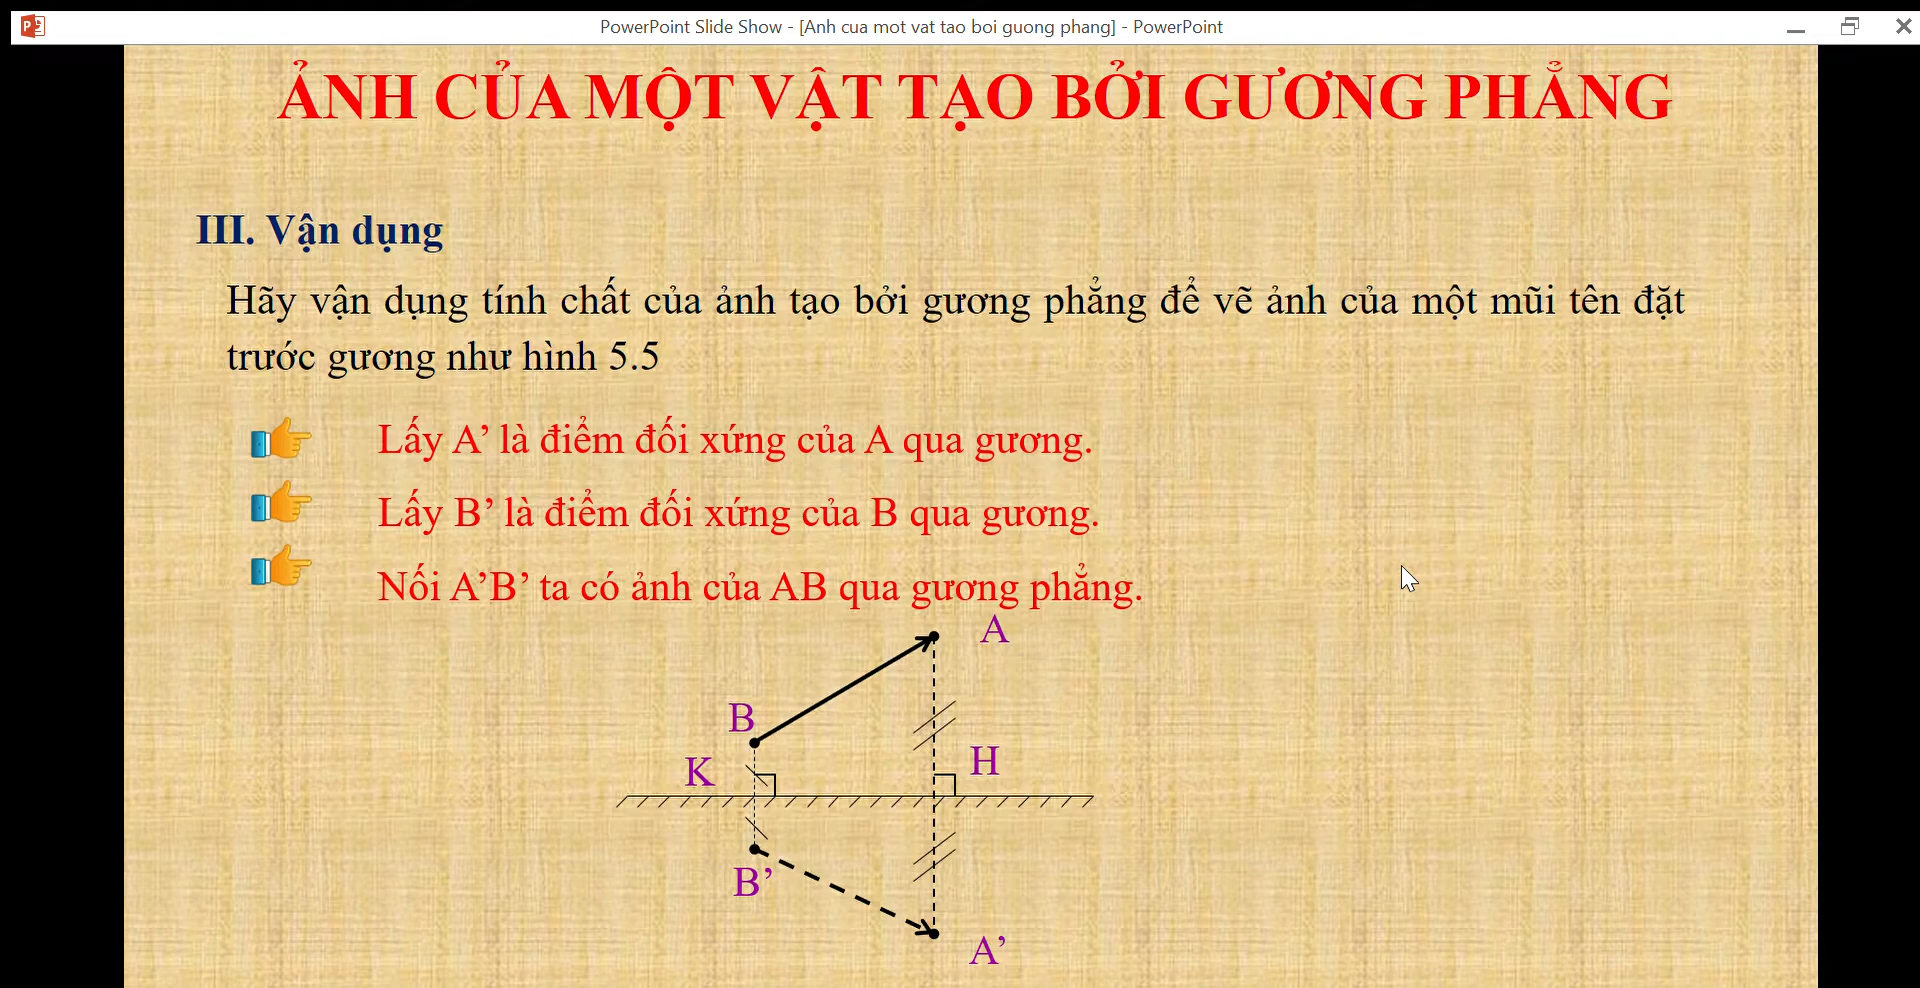 PowerPoint Slide Show - [Anh cua mot vat tao boi guong phang] - PowerPoint
ẢNH CỦA MỘT VẬT TẠO BỞI GƯƠNG PHẲNG
III. Vận dụng
Hãy vận dụng tính chất của ảnh tạo bởi gương phẳng để vẽ ảnh của một mũi tên đặt
trước gương như hình 5.5
Lấy A’ là điểm đối xứng của A qua gương.
Lấy B’ là điểm đối xứng của B qua gương.
Nối A’B’ ta có ảnh của AB qua gương phẳng.
A
B
K
H
B’
A’